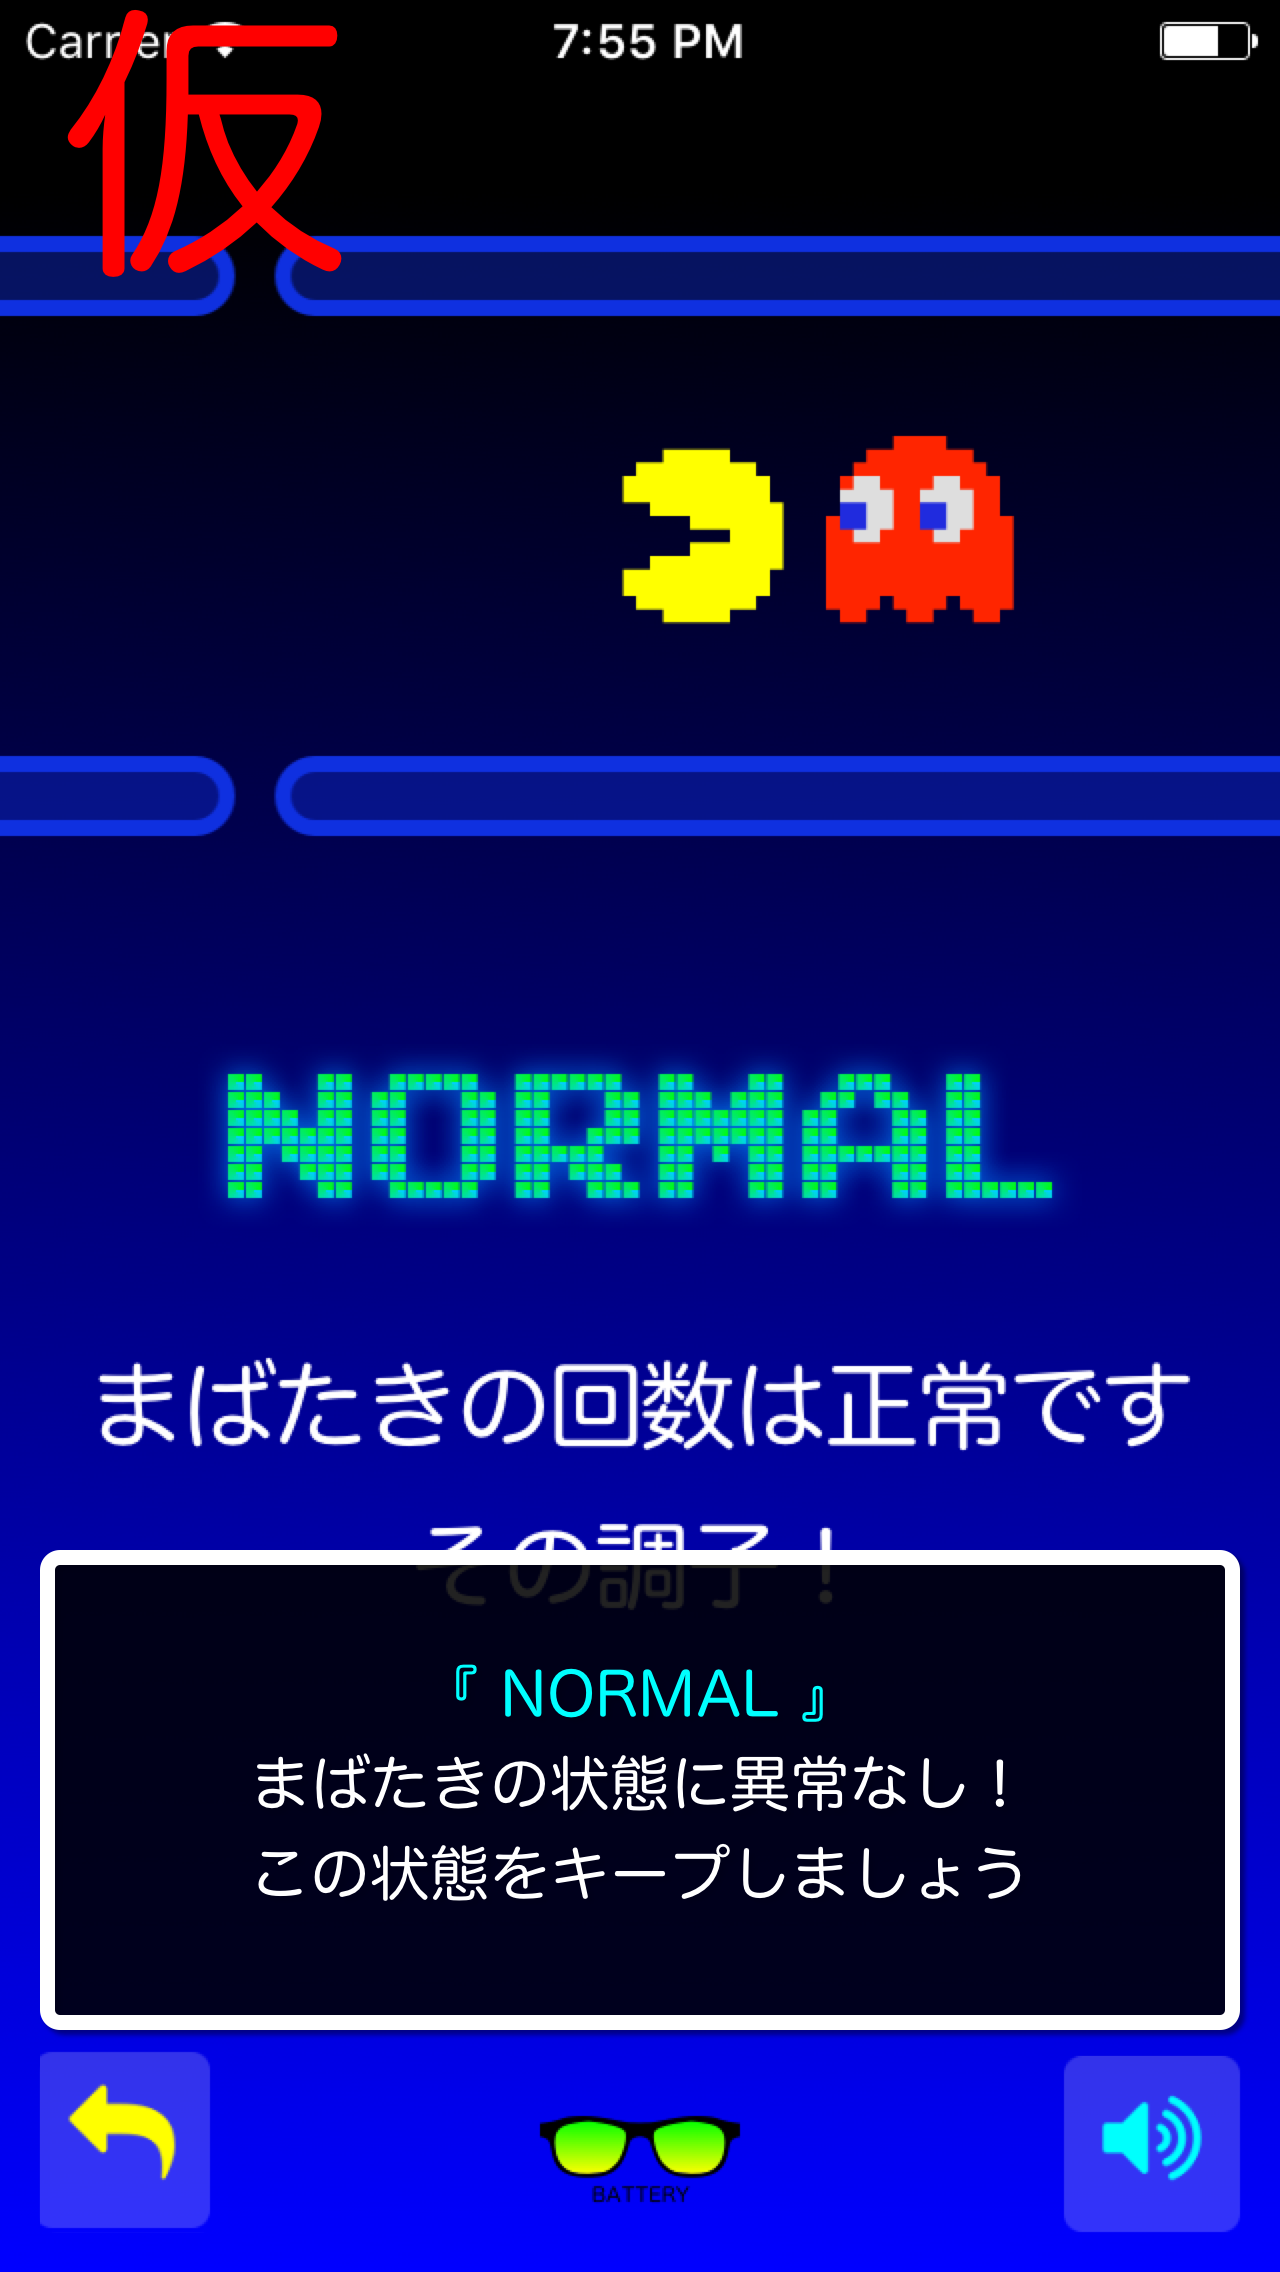 Carrier
7:55 PM
仮
NORMAL
まばたきの回数は正常です
その調子！
『 NORMAL 』
まばたきの状態に異常なし！
この状態をキープしましょう
BATTERY